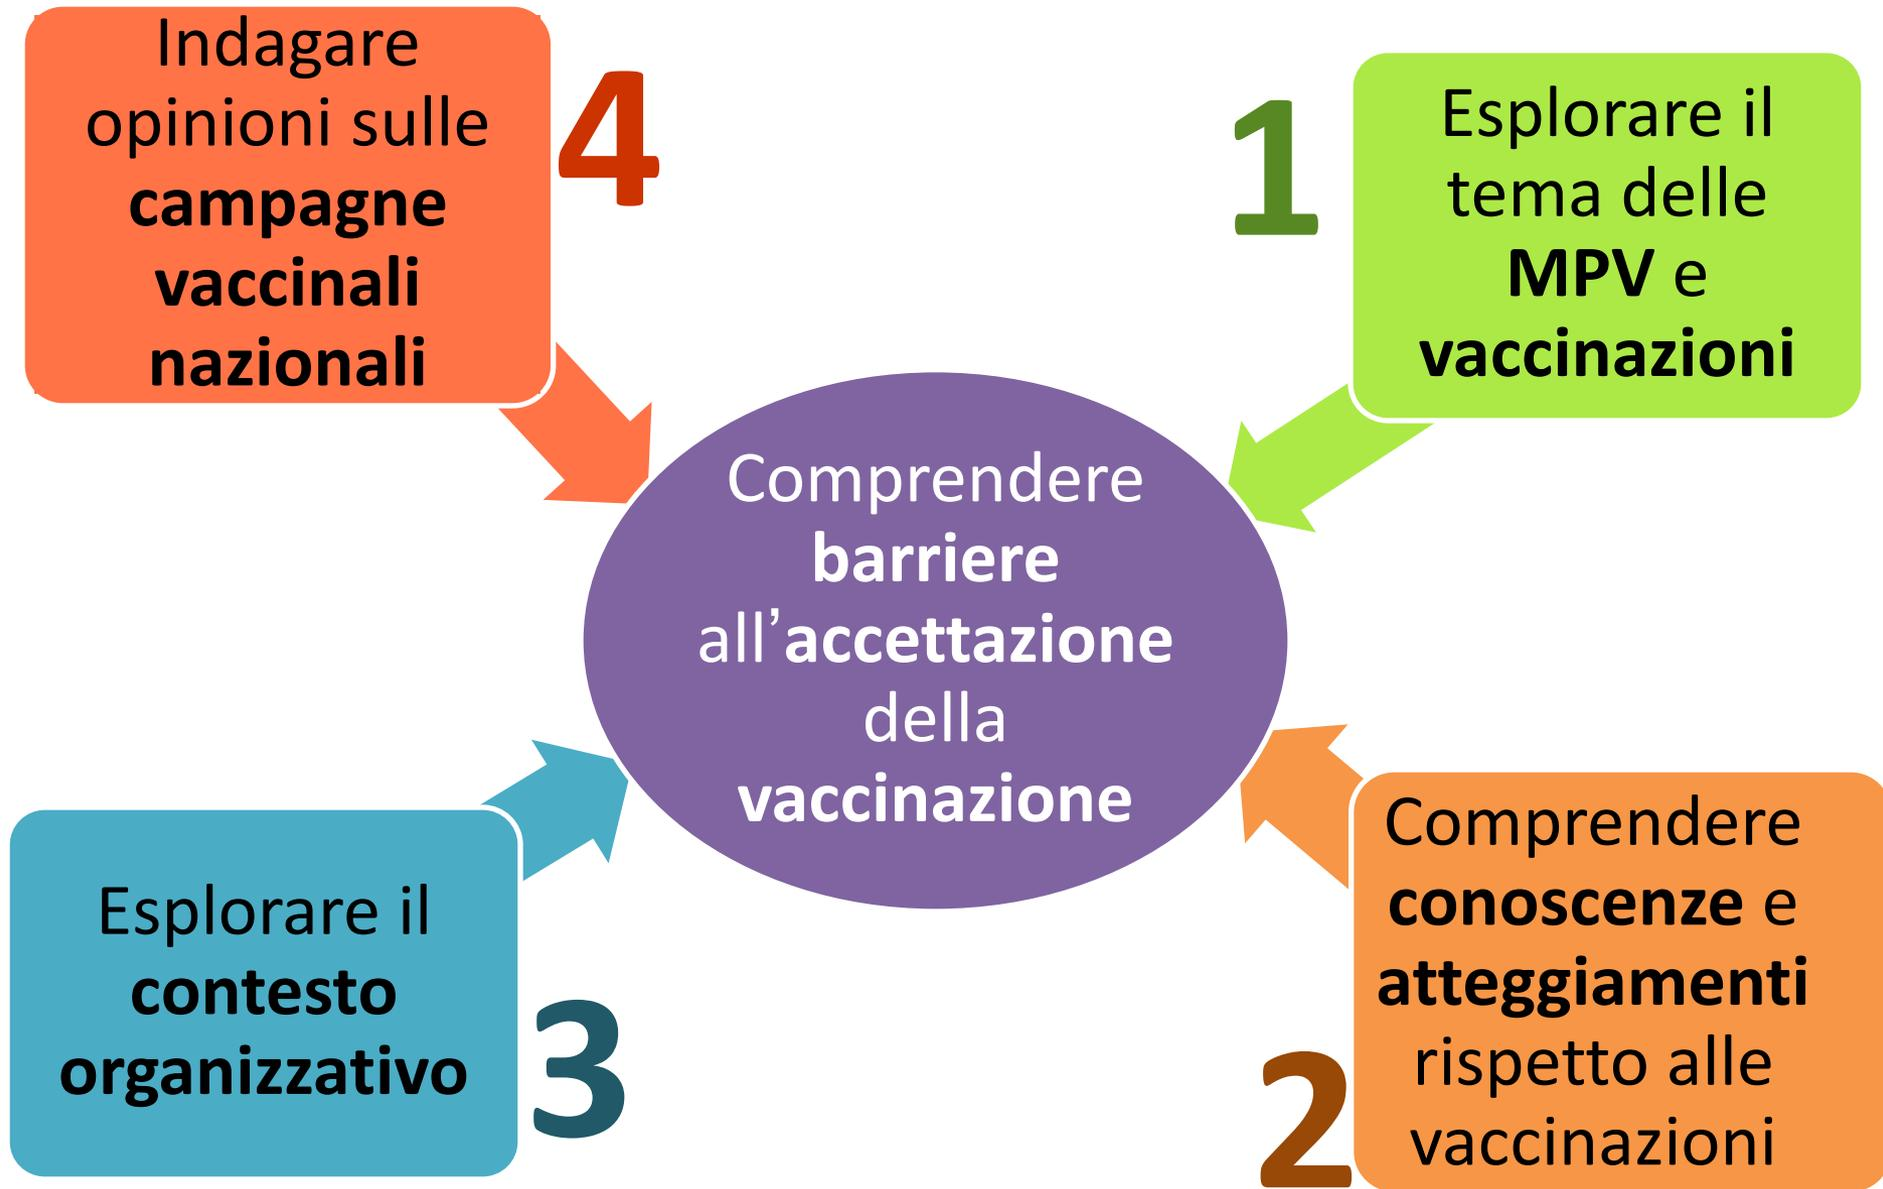 Indagare
opinioni sulle
campagne
vaccinali
nazionali
4
1
Esplorare il
tema delle
MPV e
vaccinazioni
Comprendere
barriere
all’accettazione
della
vaccinazione
Esplorare il
contesto
organizzativo
3
2
Comprendere
conoscenze e
atteggiamenti
rispetto alle
vaccinazioni